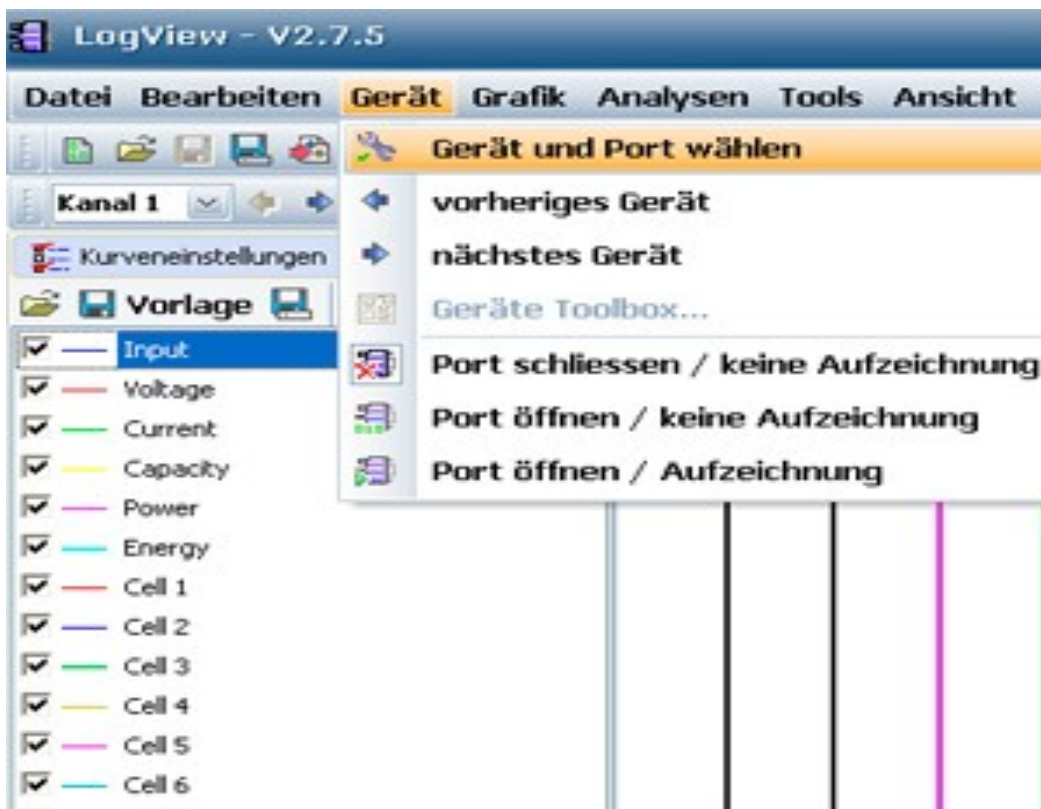 LogView - V2.7.5
Datei Bearbeiten Gerät Grafik Analysen Tools Ansicht
Gerät und Port wählen
Kanal 1
vorheriges Gerät
Kurveneinstellungen
nächstes Gerät
Vorlage
Geräte Toolbox...
Input
Port schliessen / keine Aufzeichnung
Voltage
Current
Port öffnen / keine Aufzeichnung
Capacity
Port öffnen / Aufzeichnung
Power
Energy
Cell 1
Cell 2
Cell 3
Cell 4
Cell 5
Cell 6